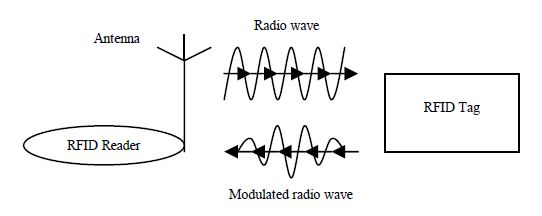 Radio wave
Antenna
RFID Tag
RFID Reader
Modulated radio wave